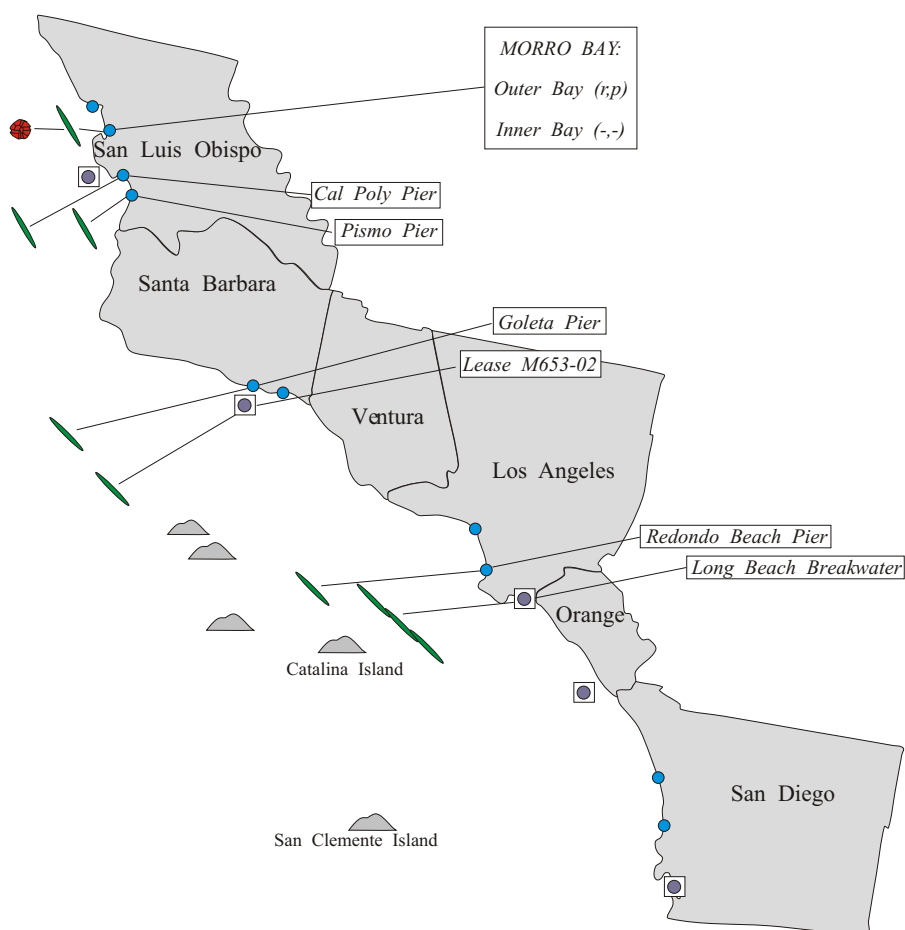 MORRO BAY:
Outer Bay (r,p)
Inner Bay (-,-)
San Luis Obispo
Cal Poly Pier
Pismo Pier
Santa Barbara
Goleta Pier
Lease M653-02
Ventura
Los Angeles
Redondo Beach Pier
Long Beach Breakwater
Orange
Catalina Island
San Diego
San Clemente Island